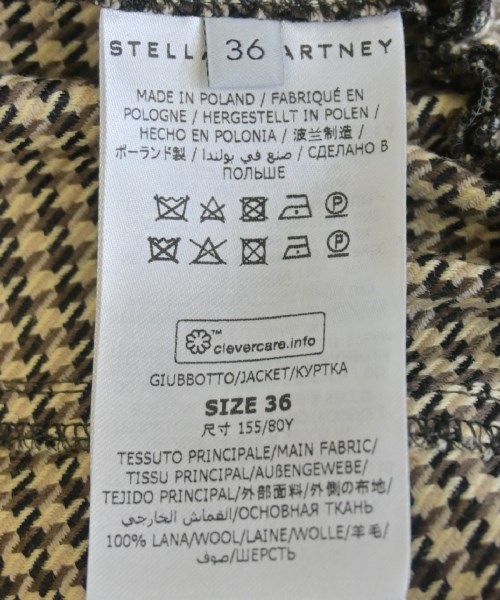 STELL ARTNEY
36
MADE IN POLAND / FABRIQUÉ EN
POLOGNE / HERGESTELLT IN POLEN /
HECHO EN POLONIA / 波兰制造 /
ポーランド製 / صنع في بولندا / СДЕЛАНО В
ПОЛЬШЕ
P
P
™
clevercare.info
GIUBBOTTO/JACKET/КУРТКА
SIZE 36
尺寸 155/80Y
TESSUTO PRINCIPALE/MAIN FABRIC/
TISSU PRINCIPAL/AUßENGEWEBE/
TEJIDO PRINCIPAL/外部面料/外側の布地/
القماش الخارجي/ОСНОВНАЯ ТКАНЬ
100% LANA/WOOL/LAINE/WOLLE/羊毛/
صوف/ШЕРСТЬ